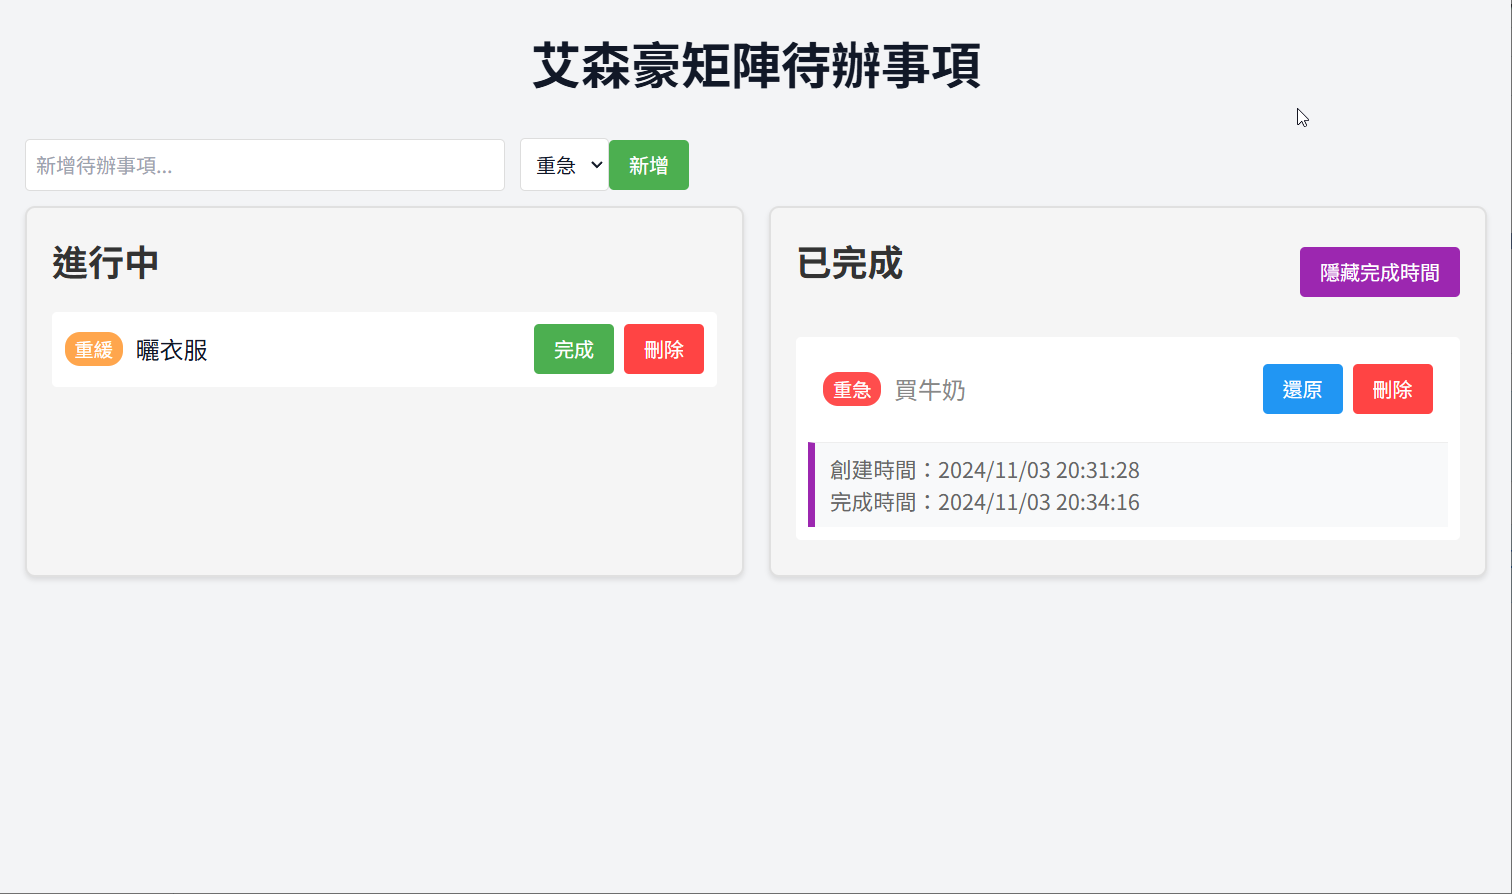 艾森豪矩陣待辦事項
新增待辦事項...
重急
新增
進行中
重緩
曬衣服
完成
刪除
已完成
隱藏完成時間
重急
買牛奶
還原
刪除
創建時間：2024/11/03 20:31:28
完成時間：2024/11/03 20:34:16